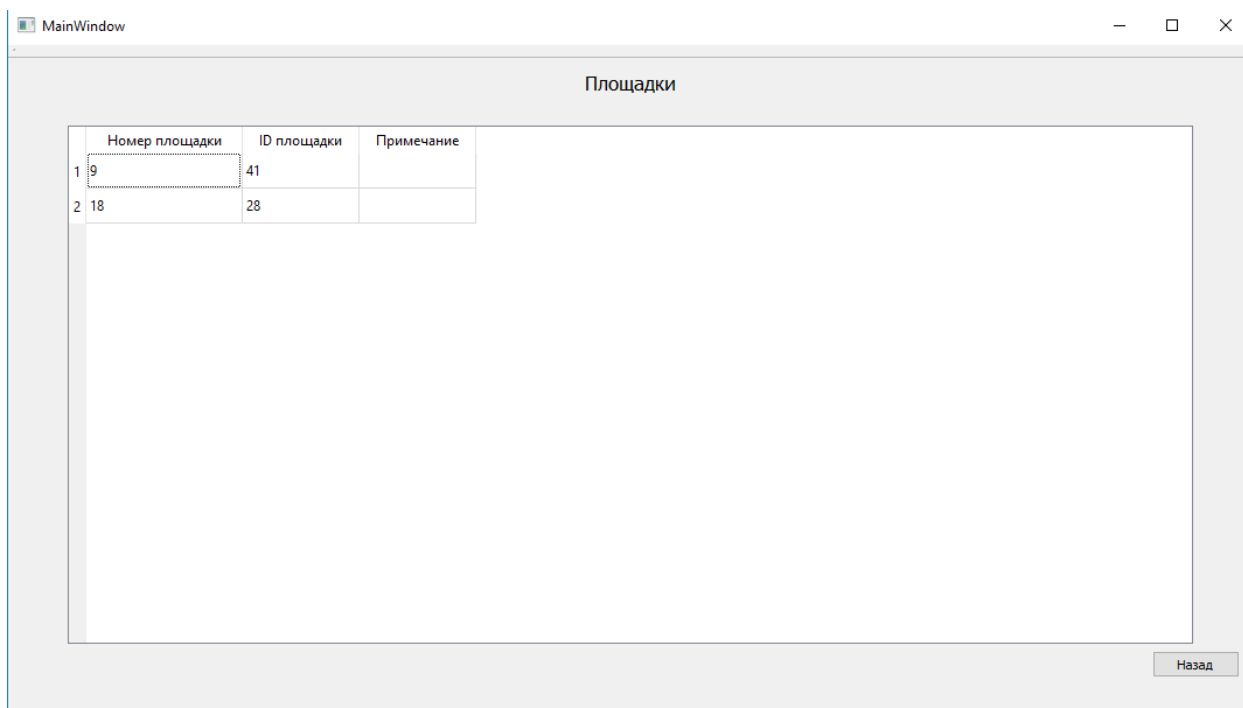 MainWindow
Площадки
Номер площадки ID площадки Примечание
1 9 41
2 18 28
Назад